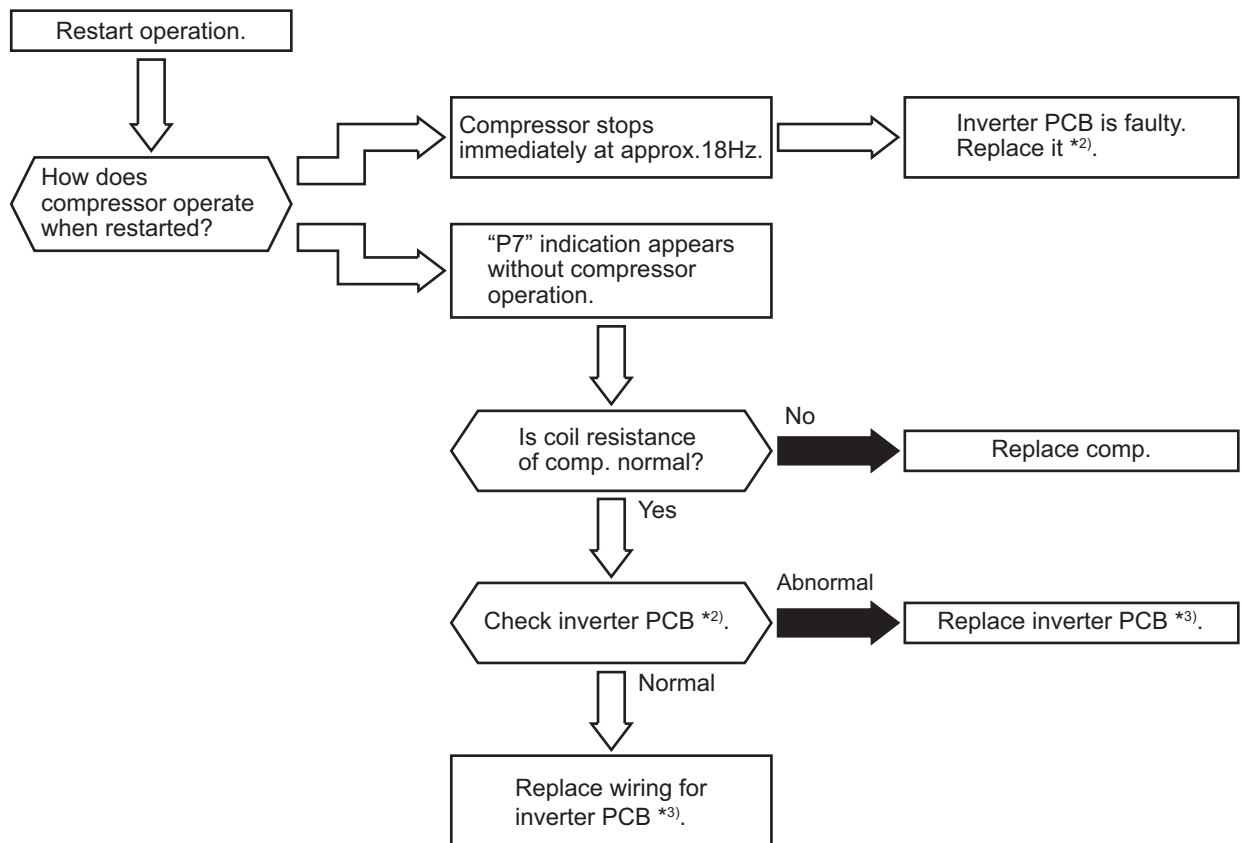 Restart operation.
How does
compressor operate
when restarted?
Compressor stops
immediately at approx.18Hz.
Inverter PCB is faulty.
Replace it *2).
“P7” indication appears
without compressor
operation.
Is coil resistance
of comp. normal?
No
Replace comp.
Yes
Check inverter PCB *2).
Abnormal
Replace inverter PCB *3).
Normal
Replace wiring for
inverter PCB *3).